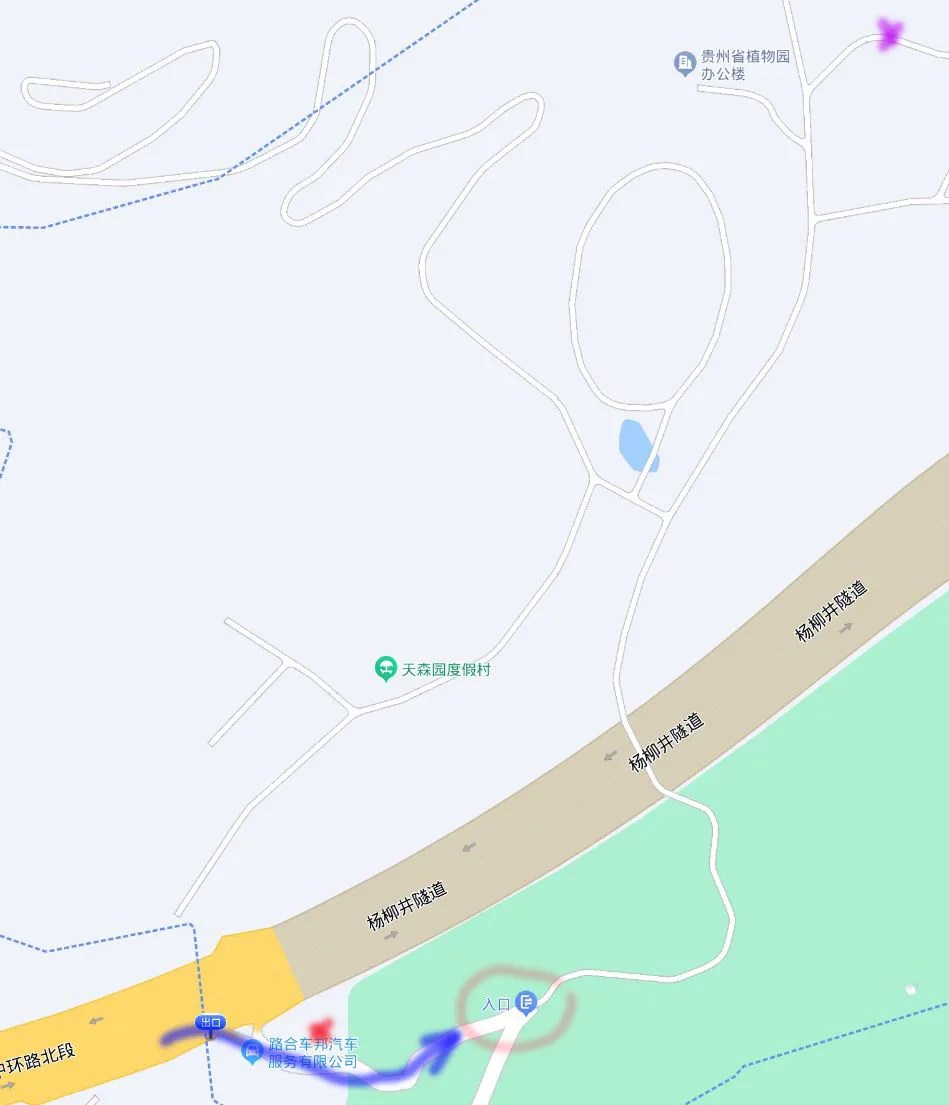 贵州省植物园
办公楼
杨柳井隧道
天森园度假村
杨柳井隧道
杨柳井隧道
入口
出口
路合车邦汽车
服务有限公司
中环路北段